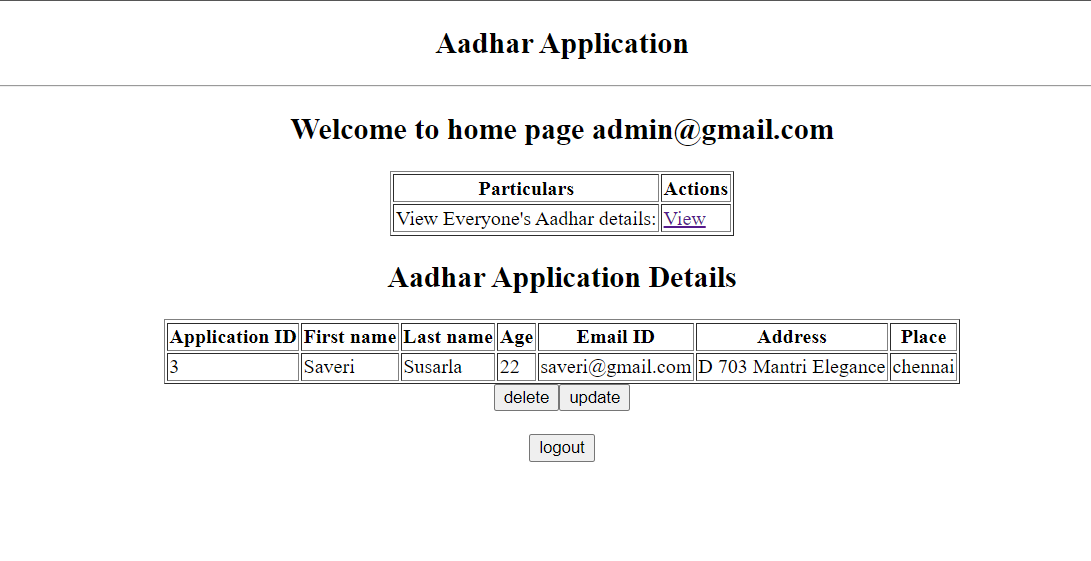 Aadhar Application
Welcome to home page admin@gmail.com
Particulars Actions
View Everyone's Aadhar details: View
Aadhar Application Details
Application ID First name Last name Age Email ID Address Place
3 Saveri Susarla 22 saveri@gmail.com D 703 Mantri Elegance chennai
delete update
logout